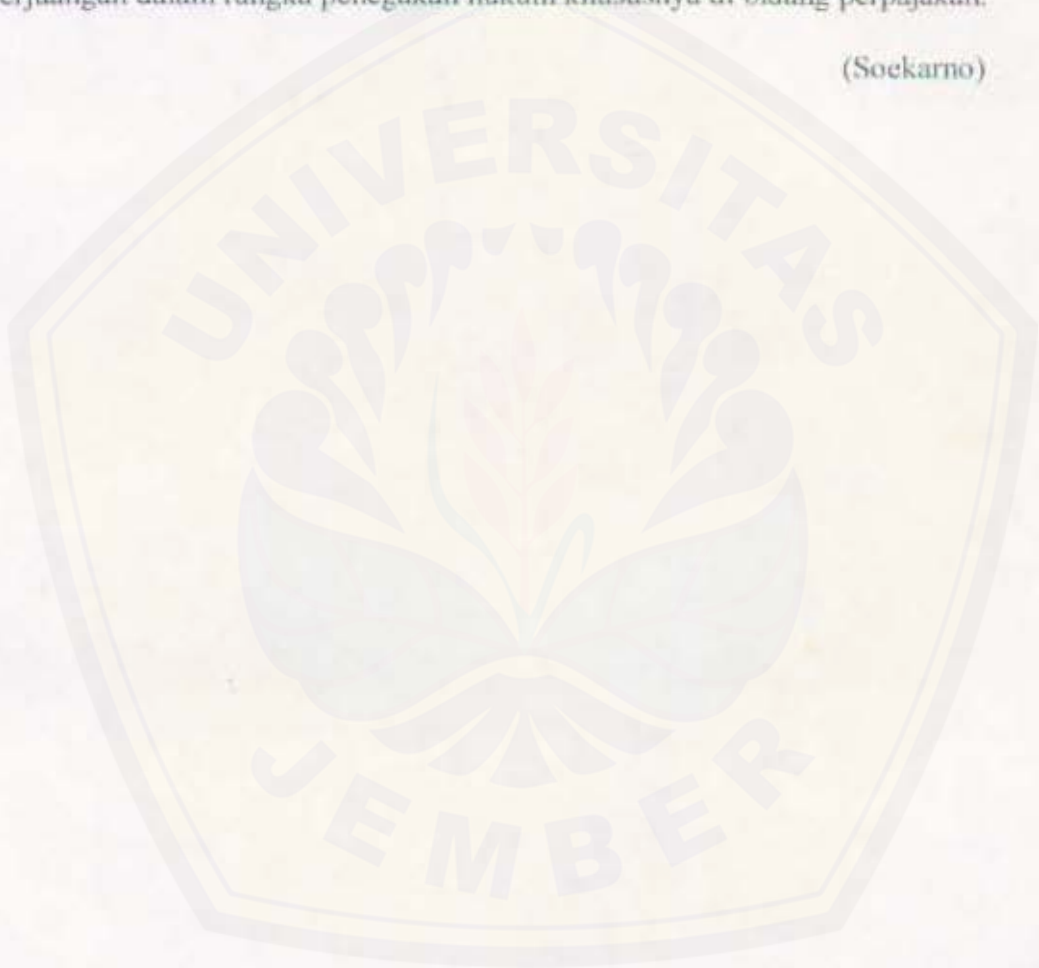 erjuangan dalam rangka penegakan hukum khususnya di bidang perpajakan.
(Soekarno)
UNIVERSITAS
JEMBER